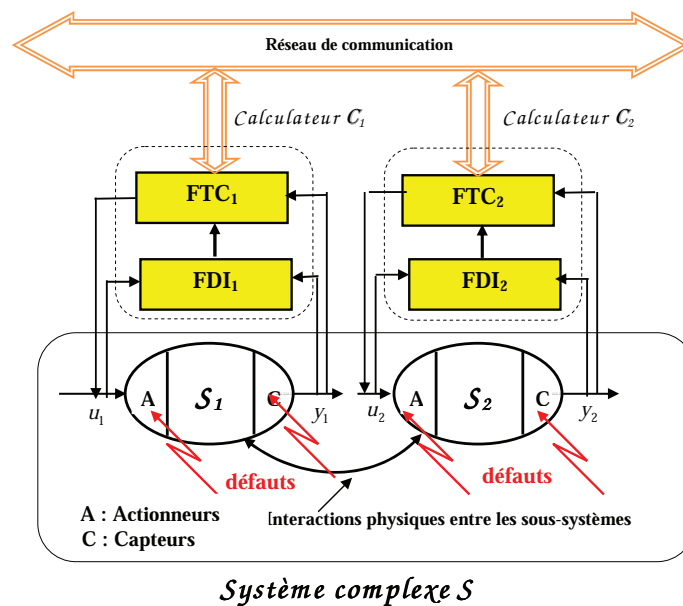 Réseau de communication
Calculateur C1
Calculateur C2
FTC1
FTC2
FDI1
FDI2
A
S1
C
A
S2
C
u1
y1
u2
y2
défauts
défauts
A : Actionneurs
Interactions physiques entre les sous-systèmes
C : Capteurs
Système complexe S